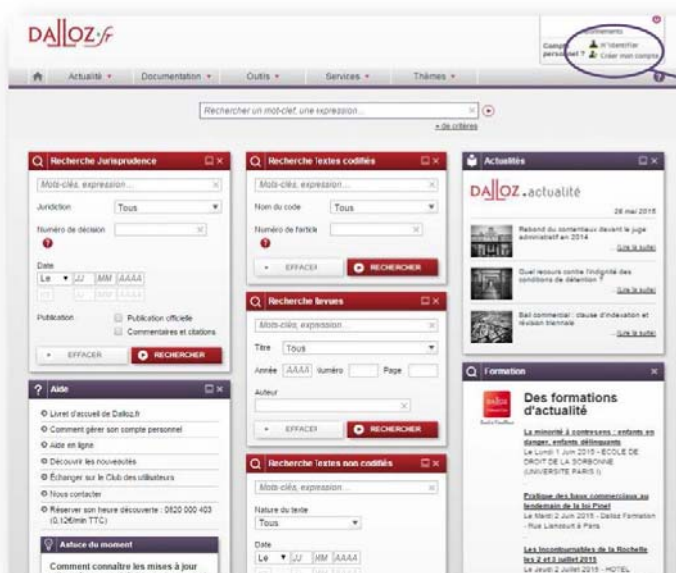 DALLOZ.fr
Abonnements
Compte personnel ?
M'identifier
Créer mon compte
Actualité
Documentation
Outils
Services
Thèmes
Rechercher un mot-clef, une expression...
+ de critères
Recherche Jurisprudence
Mots-clés, expression...
Juridiction
Tous
Numéro de décision
Date
Le
JJ
MM
AAAA
Publication
Publication officielle
Commentaires et citations
EFFACER
RECHERCHER
Aide
Livret d'accueil de Dalloz.fr
Comment gérer son compte personnel
Aide en ligne
Découvrir les nouveautés
Échanger sur le Club des utilisateurs
Nous contacter
Réserver son heure découverte : 0820 000 403
(0,12€/min TTC)
Astuce du moment
Comment connaître les mises à jour
Recherche Textes codifiés
Mots-clés, expression...
Nom du code
Tous
Numéro de l'article
EFFACER
RECHERCHER
Recherche Revues
Mots-clés, expression...
Titre
Tous
Année
AAAA
Numéro
Page
Auteur
EFFACER
RECHERCHER
Recherche Textes non codifiés
Mots-clés, expression...
Nature du texte
Tous
Date
Le
JJ
MM
AAAA
Actualités
DALLOZ.actualité
26 mai 2015
Rebond du contentieux devant le juge
administratif en 2014
...(Lire la suite)
Quel recours contre l'indignité des
conditions de détention ?
...(Lire la suite)
Bail commercial : clause d'indexation et
révision triennale
...(Lire la suite)
Formation
DALLOZ
Des formations
d'actualité
La minorité à contresens : enfants en
danger, enfants délinquants
Le Lundi 1 Juin 2015 - ECOLE DE
DROIT DE LA SORBONNE
(UNIVERSITE PARIS I)
Pratique des baux commerciaux au
lendemain de la loi Pinel
Le Mardi 2 Juin 2015 - Dalloz Formation
- Rue Liancourt à Paris
Les Incontournables de la Rochelle
les 2 et 3 juillet 2015
Le Jeudi 2 Juillet 2015 - HOTEL